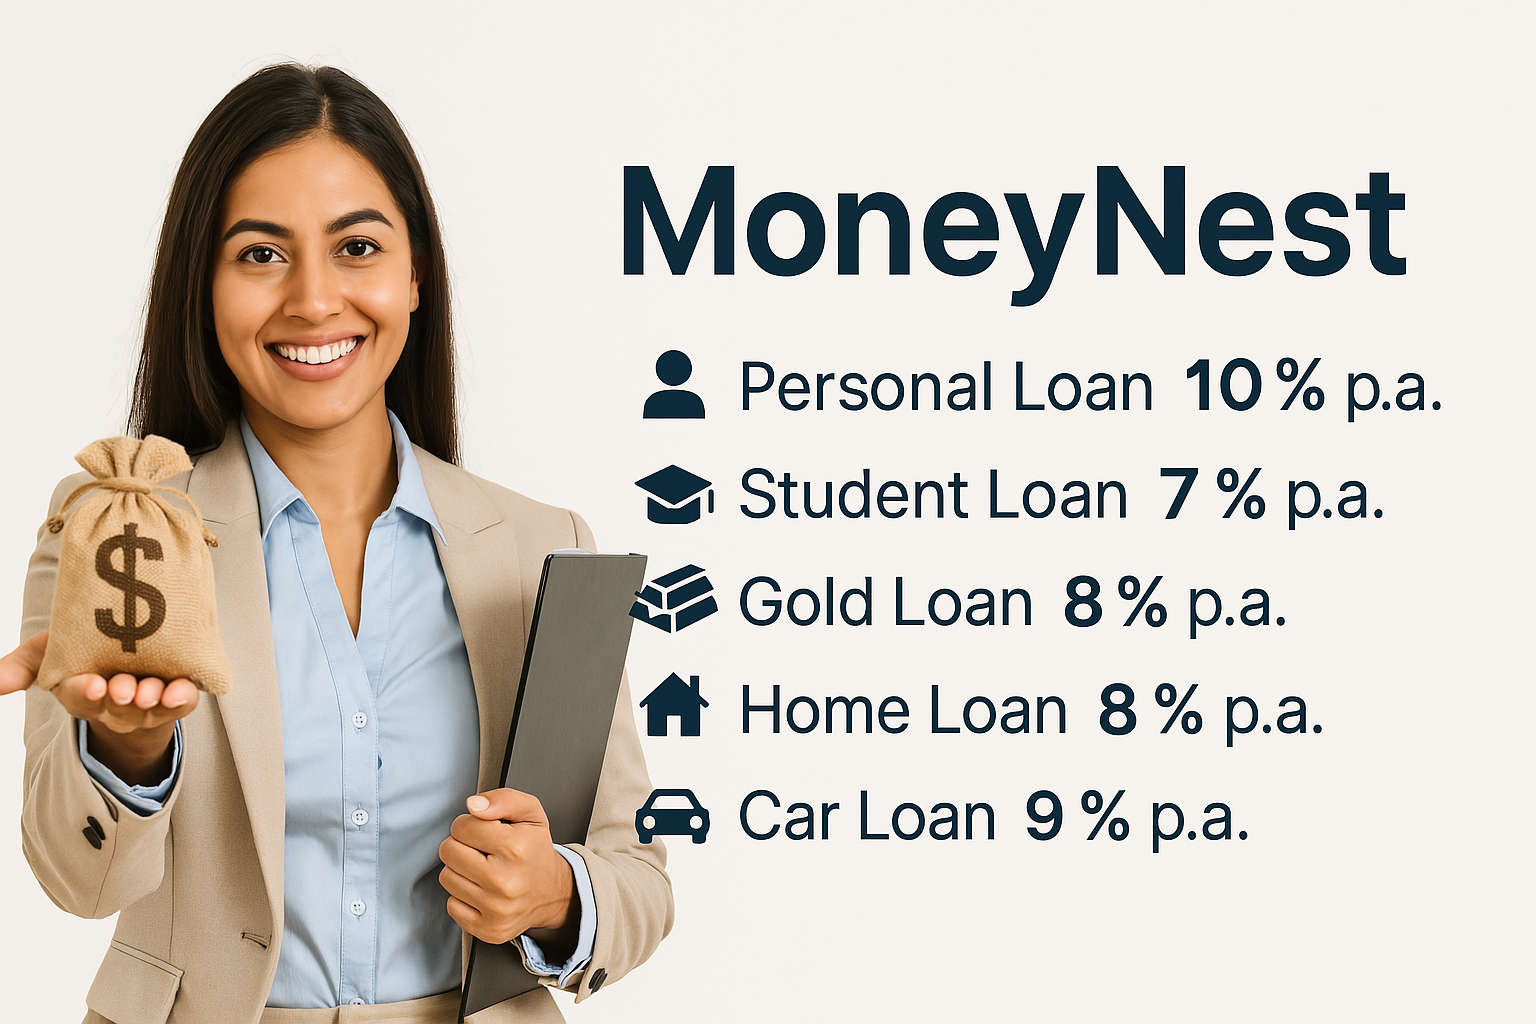 MoneyNest
Personal Loan 10% p.a.
Student Loan 7% p.a.
Gold Loan 8% p.a.
Home Loan 8% p.a.
Car Loan 9% p.a.
$